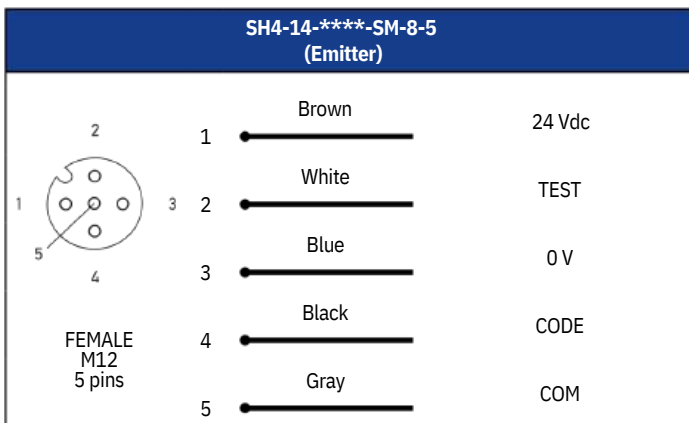 SH4-14-****-SM-8-5
(Emitter)
2
1
3
5
4
FEMALE
M12
5 pins
1 Brown 24 Vdc
2 White TEST
3 Blue 0 V
4 Black CODE
5 Gray COM